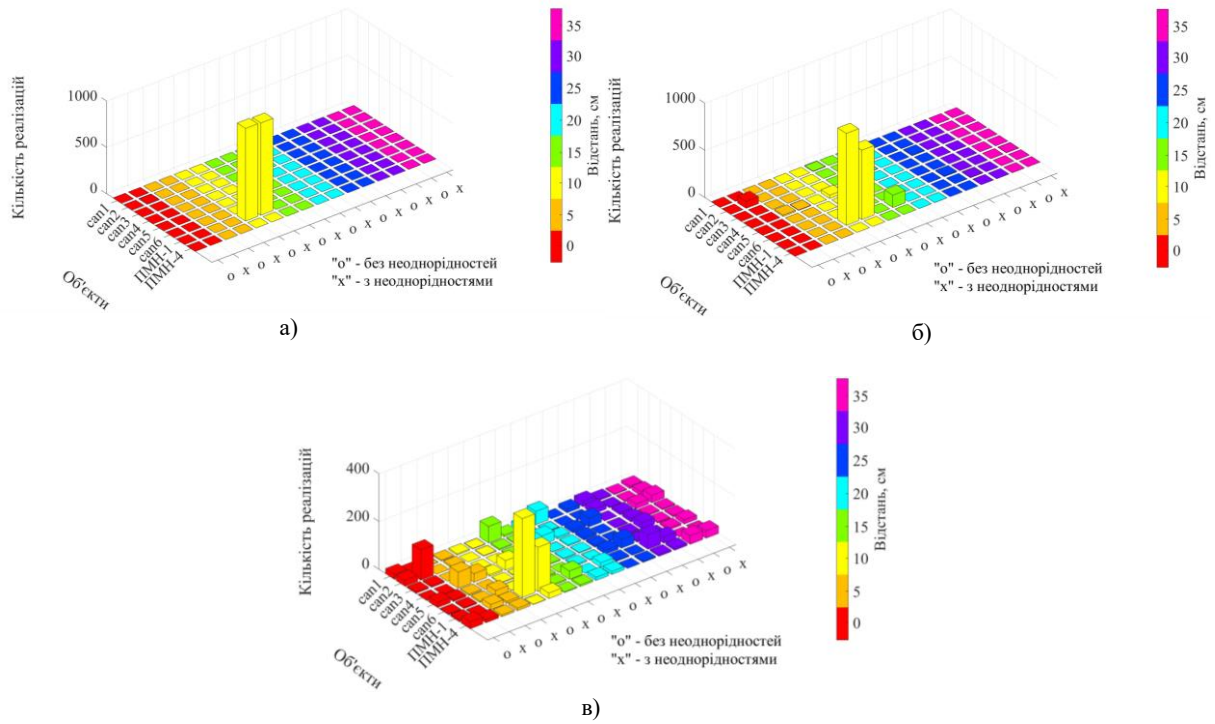 Кількість реалізацій
1000
500
0
can1
can2
can3
can4
can5
can6
ПМН-1
ПМН-4
Об'єкти
o x o x o x o x o x o x o x o x
"о" - без неоднорідностей
"х" - з неоднорідностями
35
30
25
20
15
10
5
0
Відстань, см
а)
Кількість реалізацій
1000
500
0
can1
can2
can3
can4
can5
can6
ПМН-1
ПМН-4
Об'єкти
o x o x o x o x o x o x o x o x
"о" - без неоднорідностей
"х" - з неоднорідностями
35
30
25
20
15
10
5
0
Відстань, см
б)
Кількість реалізацій
400
200
0
can1
can2
can3
can4
can5
can6
ПМН-1
ПМН-4
Об'єкти
o x o x o x o x o x o x o x o x
"о" - без неоднорідностей
"х" - з неоднорідностями
35
30
25
20
15
10
5
0
Відстань, см
в)